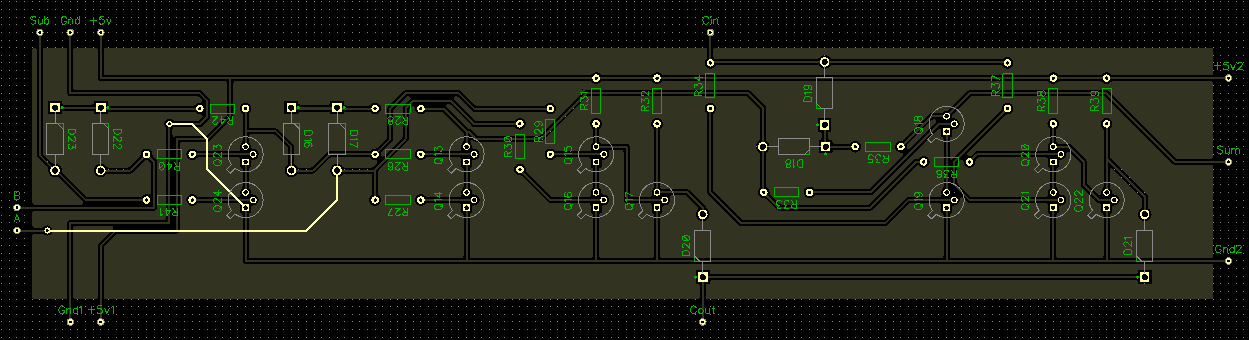 Sub Gnd +5v Cin
+5v2
D19
R34
R37
R31 R32 R38 R39
R42 R28
Q18
D23 D22 Q23 D16 D17 R30 R29
Q13 Q15 D18 R35 Q20 Sum
R40 R26 R36
B Q24 Q14 Q16 Q17 R33 Q19 Q21 Q22
R41 R27
A
D20 D21 Gnd2
Gnd1 +5v1 Cout